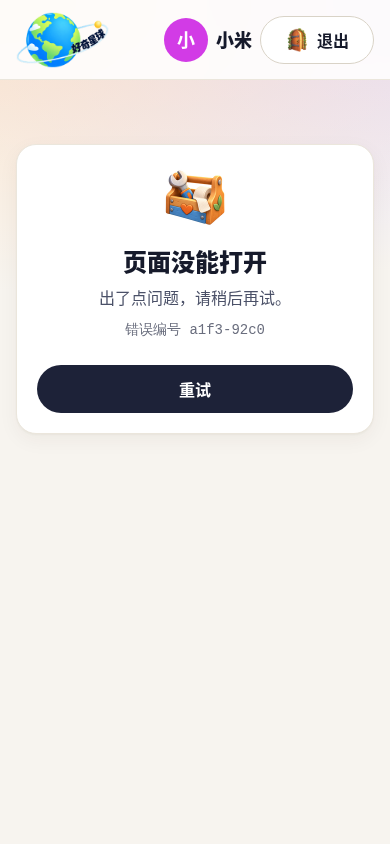 好奇星球
小 小米 退出
页面没能打开
出了点问题，请稍后再试。
错误编号 a1f3-92c0
重试